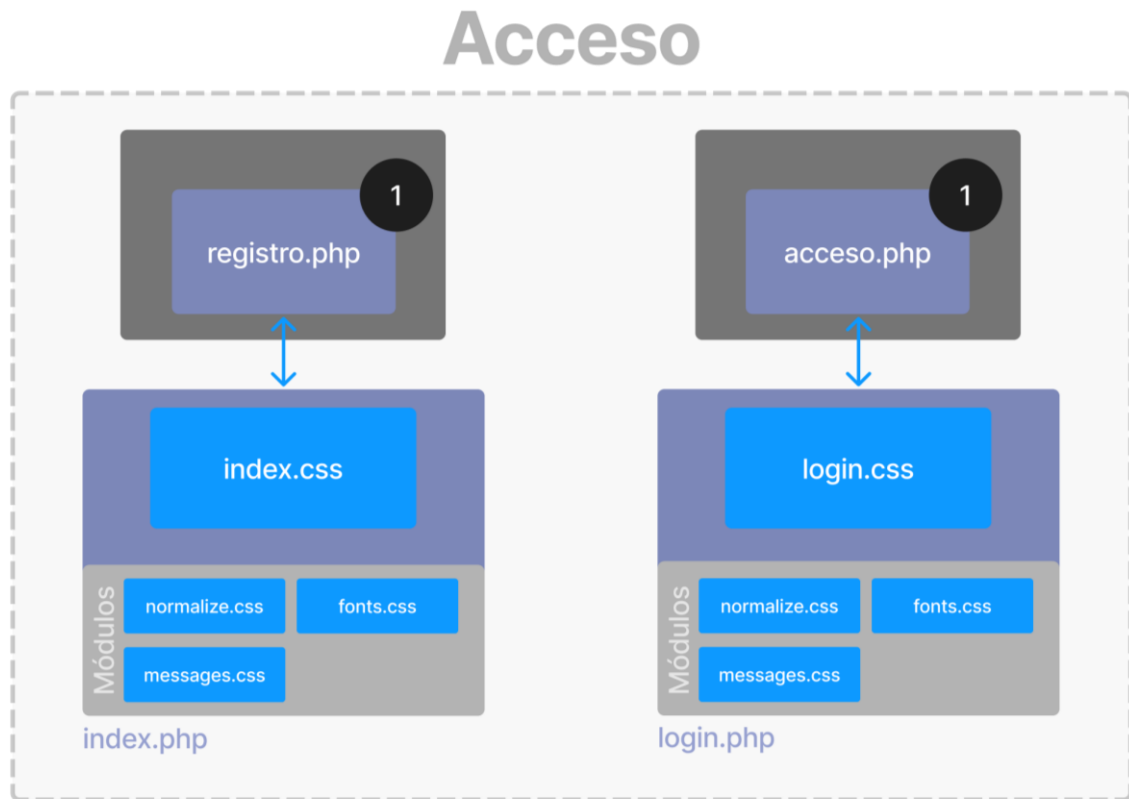 Acceso
1
registro.php
index.css
Módulos
normalize.css
fonts.css
messages.css
index.php
1
acceso.php
login.css
Módulos
normalize.css
fonts.css
messages.css
login.php